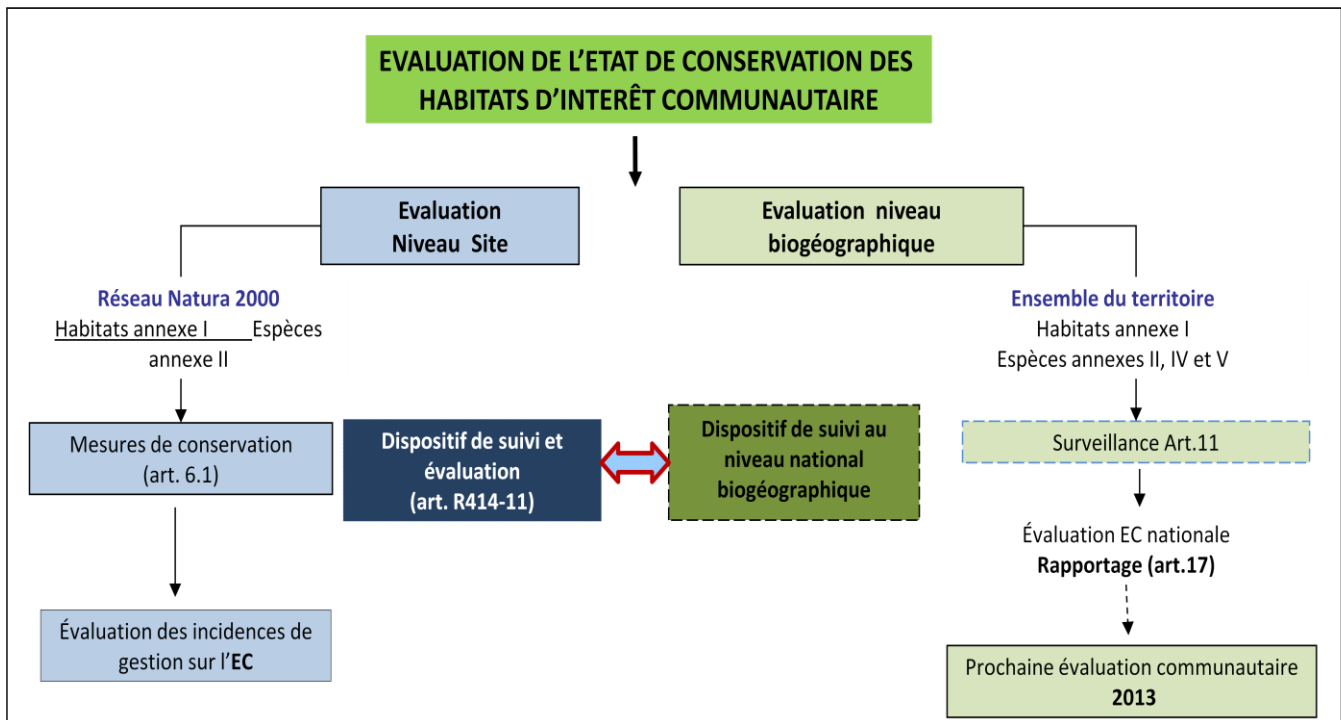 EVALUATION DE L'ETAT DE CONSERVATION DES
HABITATS D'INTERÊT COMMUNAUTAIRE
Evaluation
Niveau Site
Evaluation niveau
biogéographique
Réseau Natura 2000
Habitats annexe I Espèces
annexe II
Ensemble du territoire
Habitats annexe I
Espèces annexes II, IV et V
Mesures de conservation
(art. 6.1)
Dispositif de suivi et
évaluation
(art. R414-11)
Dispositif de suivi au
niveau national
biogéographique
Surveillance Art.11
Évaluation EC nationale
Rapportage (art.17)
Évaluation des incidences de
gestion sur l'EC
Prochaine évaluation communautaire
2013